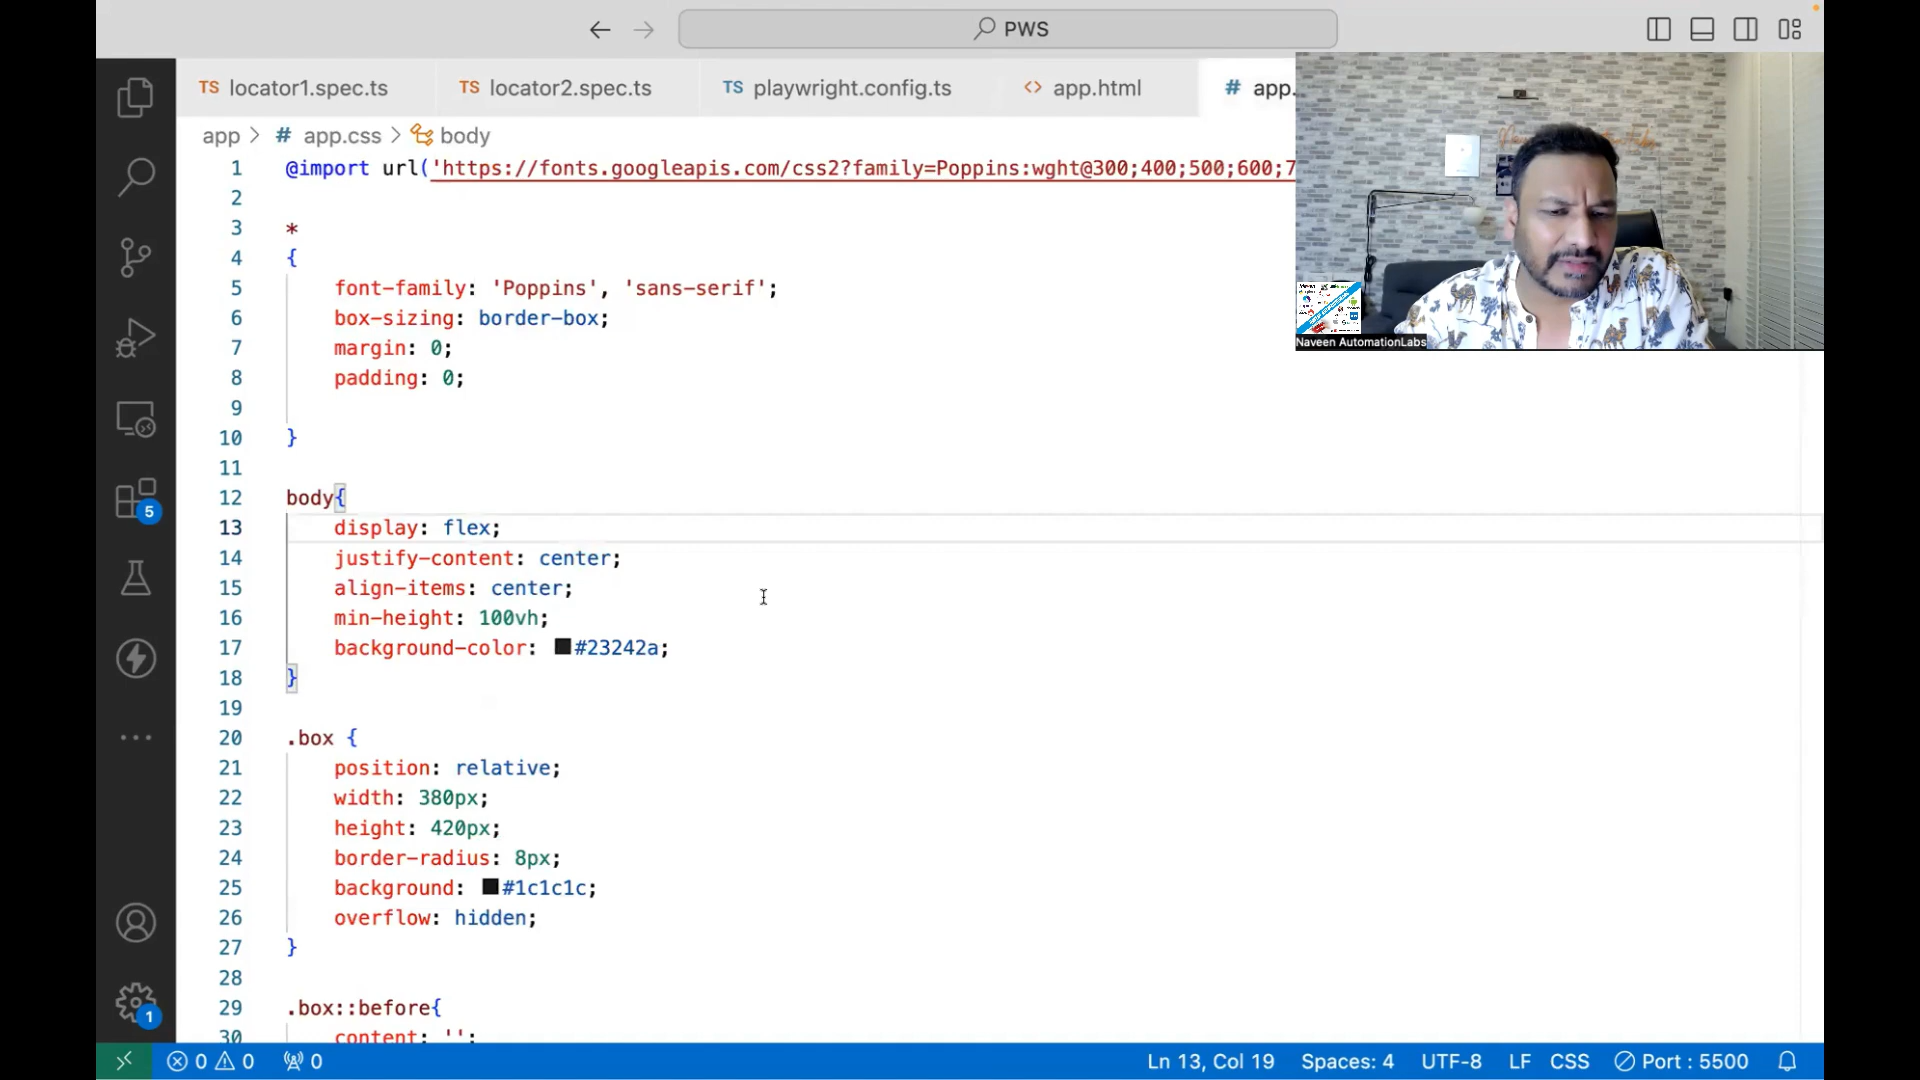 PWS
TS locator1.spec.ts
TS locator2.spec.ts
TS playwright.config.ts
<> app.html
# app.
app > # app.css > body
1 @import url('https://fonts.googleapis.com/css2?family=Poppins:wght@300;400;500;600;7
2
3 *
4 {
5 font-family: 'Poppins', 'sans-serif';
6 box-sizing: border-box;
7 margin: 0;
8 padding: 0;
9
10 }
11
12 body{
13 display: flex;
14 justify-content: center;
15 align-items: center;
16 min-height: 100vh;
17 background-color: #23242a;
18 }
19
20 .box {
21 position: relative;
22 width: 380px;
23 height: 420px;
24 border-radius: 8px;
25 background: #1c1c1c;
26 overflow: hidden;
27 }
28
29 .box::before{
30 content: '';
5
1
Naveen AutomationLabs
0 0 0 Ln 13, Col 19 Spaces: 4 UTF-8 LF CSS Port : 5500